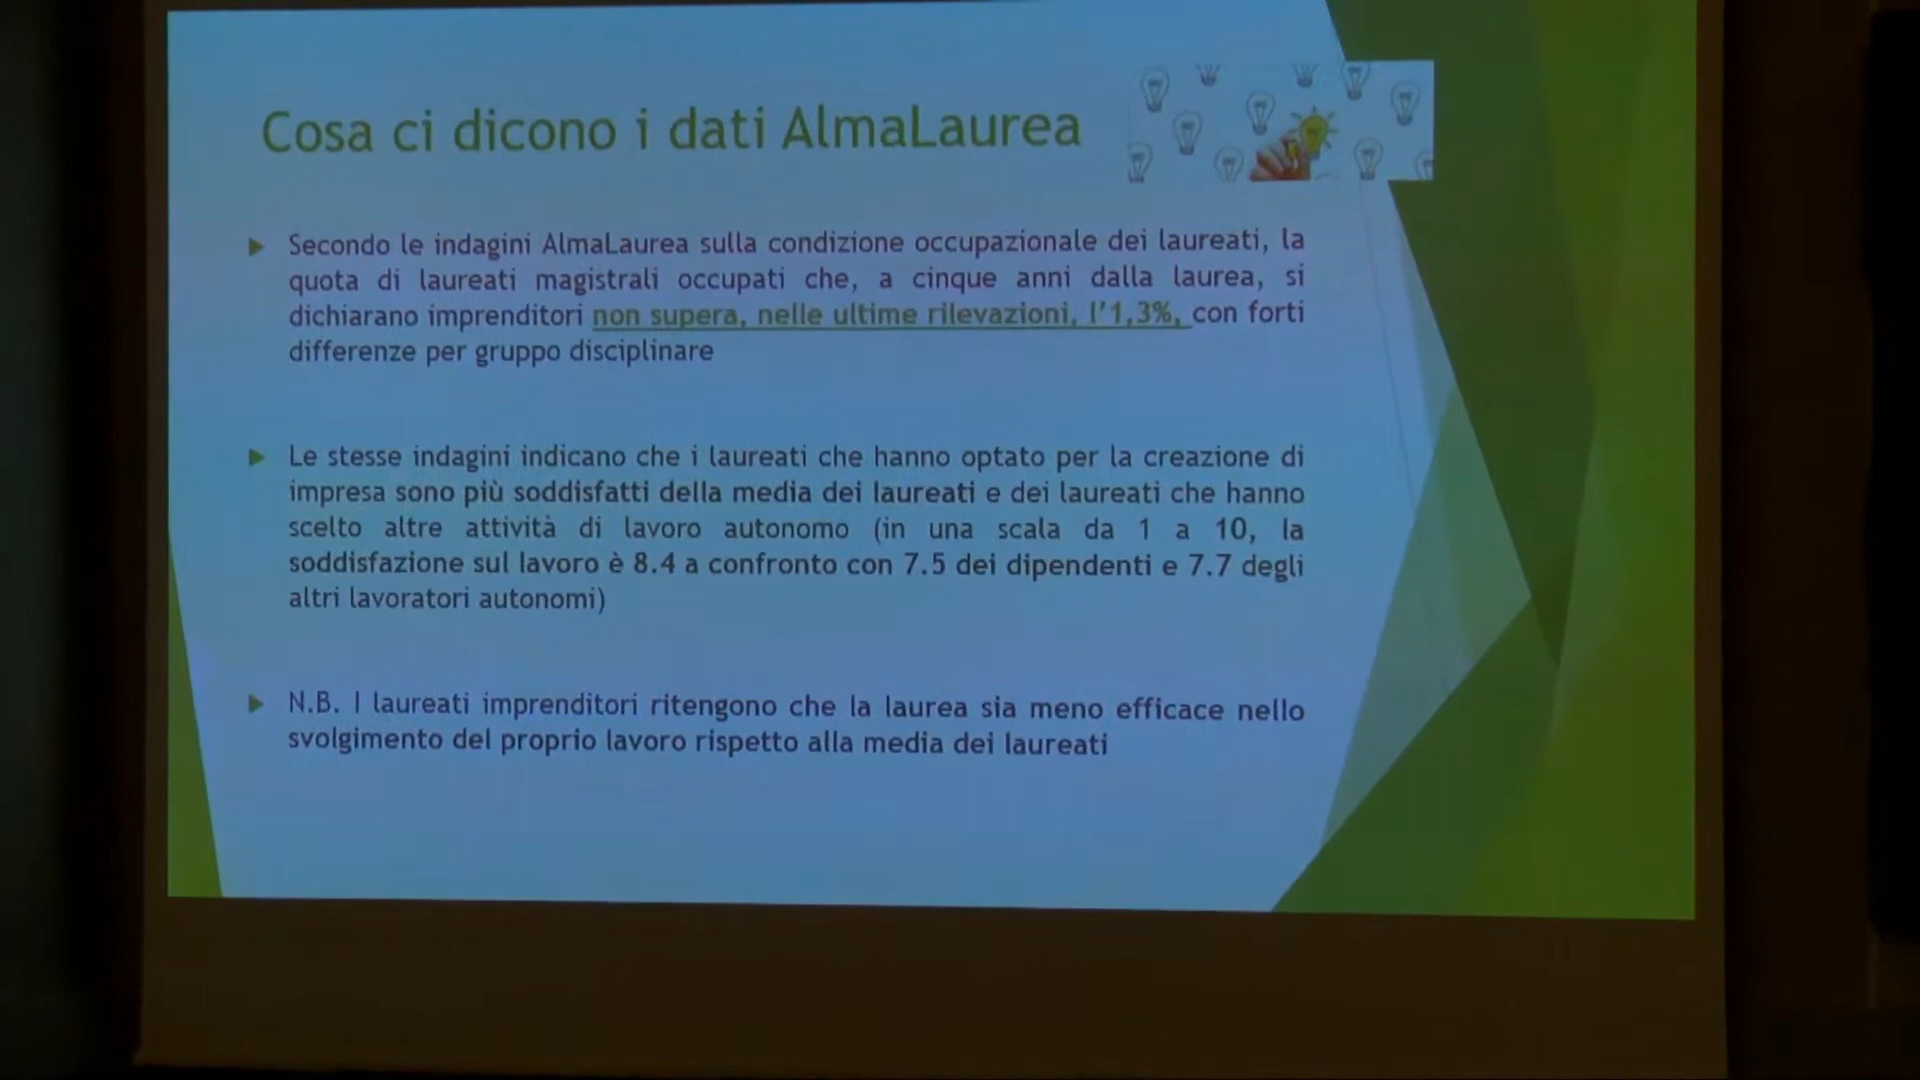 Cosa ci dicono i dati AlmaLaurea
Secondo le indagini AlmaLaurea sulla condizione occupazionale dei laureati, la
quota di laureati magistrali occupati che, a cinque anni dalla laurea, si
dichiarano imprenditori non supera, nelle ultime rilevazioni, l'1,3%, con forti
differenze per gruppo disciplinare
Le stesse indagini indicano che i laureati che hanno optato per la creazione di
impresa sono più soddisfatti della media dei laureati e dei laureati che hanno
scelto altre attività di lavoro autonomo (in una scala da 1 a 10, la
soddisfazione sul lavoro è 8.4 a confronto con 7.5 dei dipendenti e 7.7 degli
altri lavoratori autonomi)
N.B. I laureati imprenditori ritengono che la laurea sia meno efficace nello
svolgimento del proprio lavoro rispetto alla media dei laureati